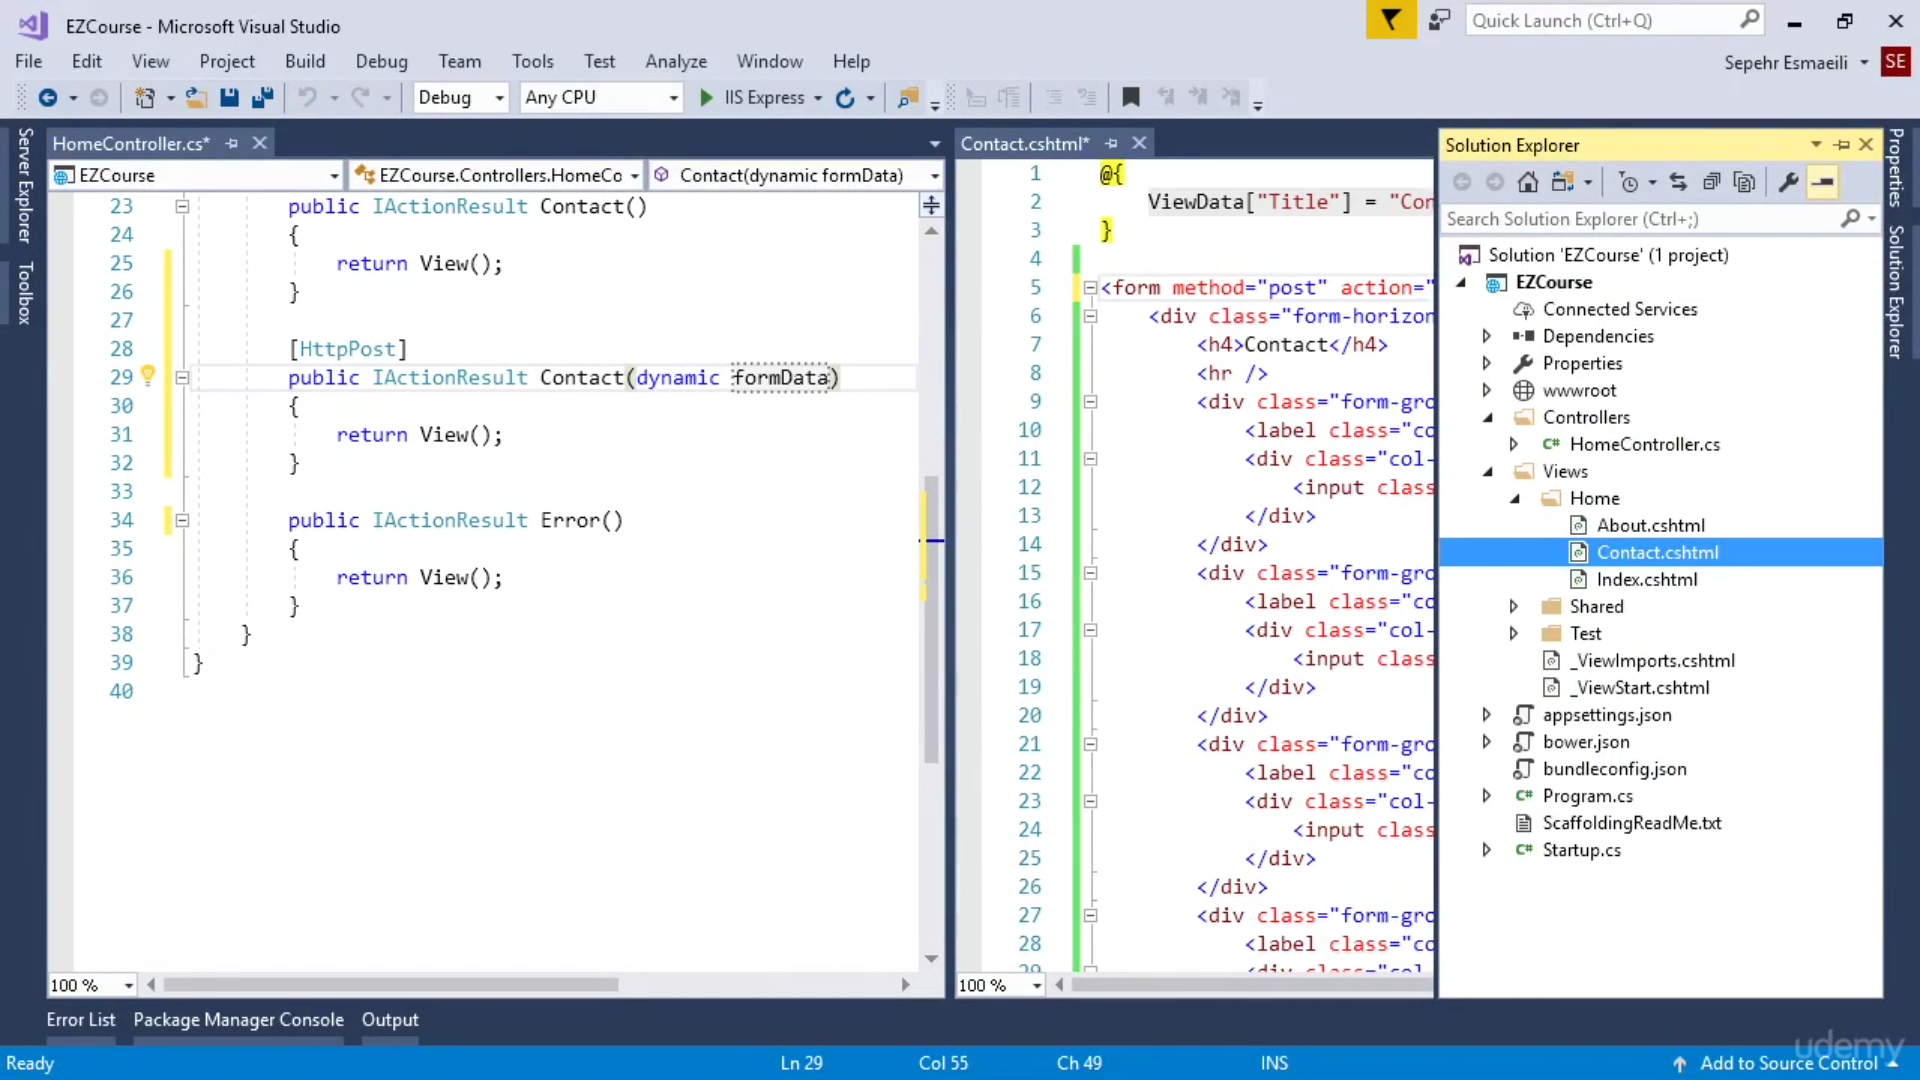 EZCourse - Microsoft Visual Studio
Quick Launch (Ctrl+Q)
File Edit View Project Build Debug Team Tools Test Analyze Window Help
Sepehr Esmaeili SE
Debug Any CPU IIS Express
Server Explorer
Toolbox
HomeController.cs*
EZCourse EZCourse.Controllers.HomeCo Contact(dynamic formData)
23 public IActionResult Contact()
24 {
25 return View();
26 }
27
28 [HttpPost]
29 public IActionResult Contact(dynamic formData)
30 {
31 return View();
32 }
33
34 public IActionResult Error()
35 {
36 return View();
37 }
38 }
39 }
40
100 %
Contact.cshtml*
1 @{
2 ViewData["Title"] = "Con
3 }
4
5 <form method="post" action="
6 <div class="form-horizon
7 <h4>Contact</h4>
8 <hr />
9 <div class="form-gro
10 <label class="co
11 <div class="col-
12 <input class
13 </div>
14 </div>
15 <div class="form-gro
16 <label class="co
17 <div class="col-
18 <input class
19 </div>
20 </div>
21 <div class="form-gro
22 <label class="co
23 <div class="col-
24 <input class
25 </div>
26 </div>
27 <div class="form-gro
28 <label class="co
29 <div class="col-
100 %
Solution Explorer
Search Solution Explorer (Ctrl+;)
Solution 'EZCourse' (1 project)
EZCourse
Connected Services
Dependencies
Properties
wwwroot
Controllers
C# HomeController.cs
Views
Home
About.cshtml
Contact.cshtml
Index.cshtml
Shared
Test
_ViewImports.cshtml
_ViewStart.cshtml
appsettings.json
bower.json
bundleconfig.json
C# Program.cs
ScaffoldingReadMe.txt
C# Startup.cs
Properties
Solution Explorer
Error List Package Manager Console Output
udemy
Ready Ln 29 Col 55 Ch 49 INS Add to Source Control